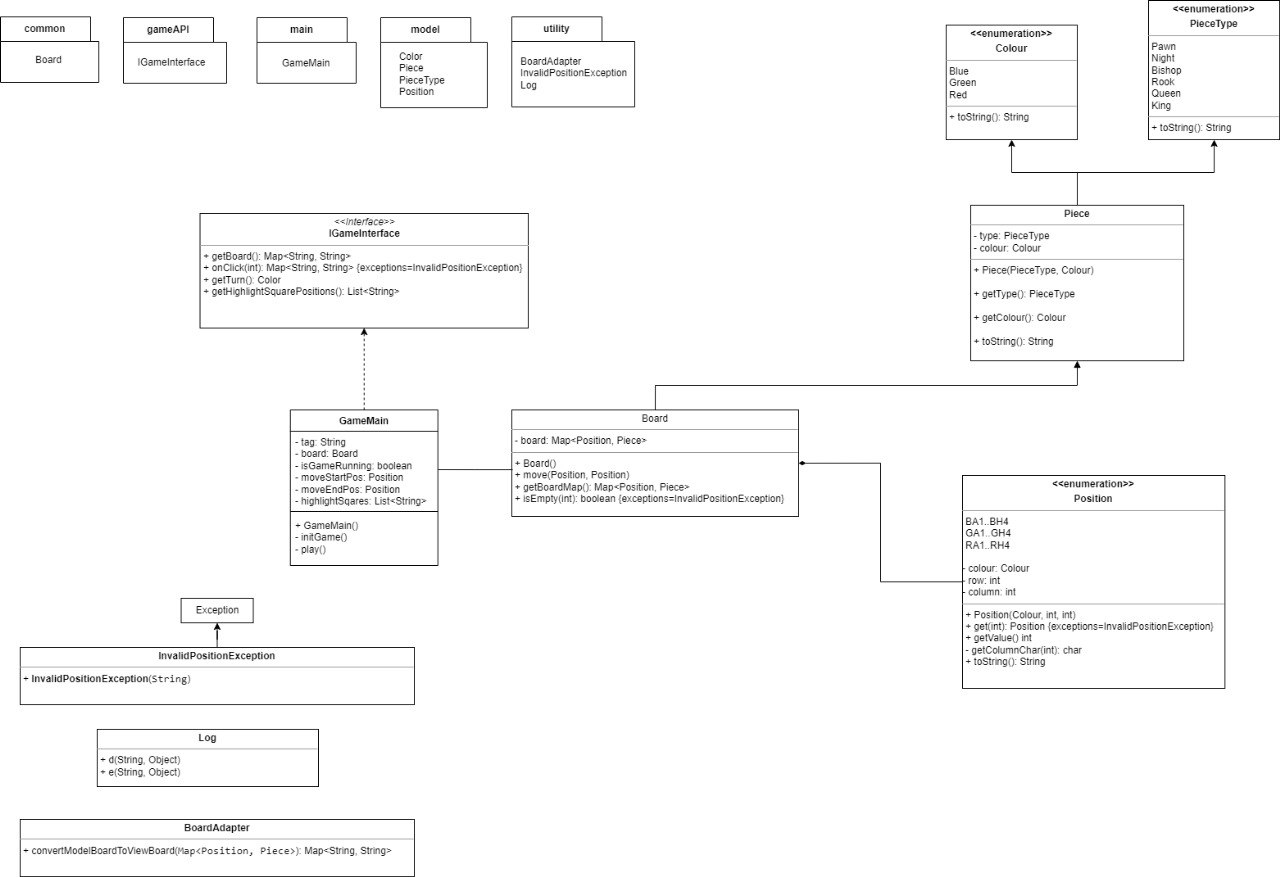 common
Board
gameAPI
IGameInterface
main
GameMain
model
Color
Piece
PieceType
Position
utility
BoardAdapter
InvalidPositionException
Log
<<enumeration>>
Colour
Blue
Green
Red
+ toString(): String
<<enumeration>>
PieceType
Pawn
Night
Bishop
Rook
Queen
King
+ toString(): String
<<interface>>
IGameInterface
+ getBoard(): Map<String, String>
+ onClick(int): Map<String, String> {exceptions=InvalidPositionException}
+ getTurn(): Color
+ getHighlightSquarePositions(): List<String>
Piece
- type: PieceType
- colour: Colour
+ Piece(PieceType, Colour)
+ getType(): PieceType
+ getColour(): Colour
+ toString(): String
GameMain
- tag: String
- board: Board
- isGameRunning: boolean
- moveStartPos: Position
- moveEndPos: Position
- highlightSqares: List<String>
+ GameMain()
- initGame()
- play()
Board
- board: Map<Position, Piece>
+ Board()
+ move(Position, Position)
+ getBoardMap(): Map<Position, Piece>
+ isEmpty(int): boolean {exceptions=InvalidPositionException}
<<enumeration>>
Position
BA1..BH4
GA1..GH4
RA1..RH4
- colour: Colour
- row: int
- column: int
+ Position(Colour, int, int)
+ get(int): Position {exceptions=InvalidPositionException}
+ getValue() int
- getColumnChar(int): char
+ toString(): String
Exception
InvalidPositionException
+ InvalidPositionException(String)
Log
+ d(String, Object)
+ e(String, Object)
BoardAdapter
+ convertModelBoardToViewBoard(Map<Position, Piece>): Map<String, String>